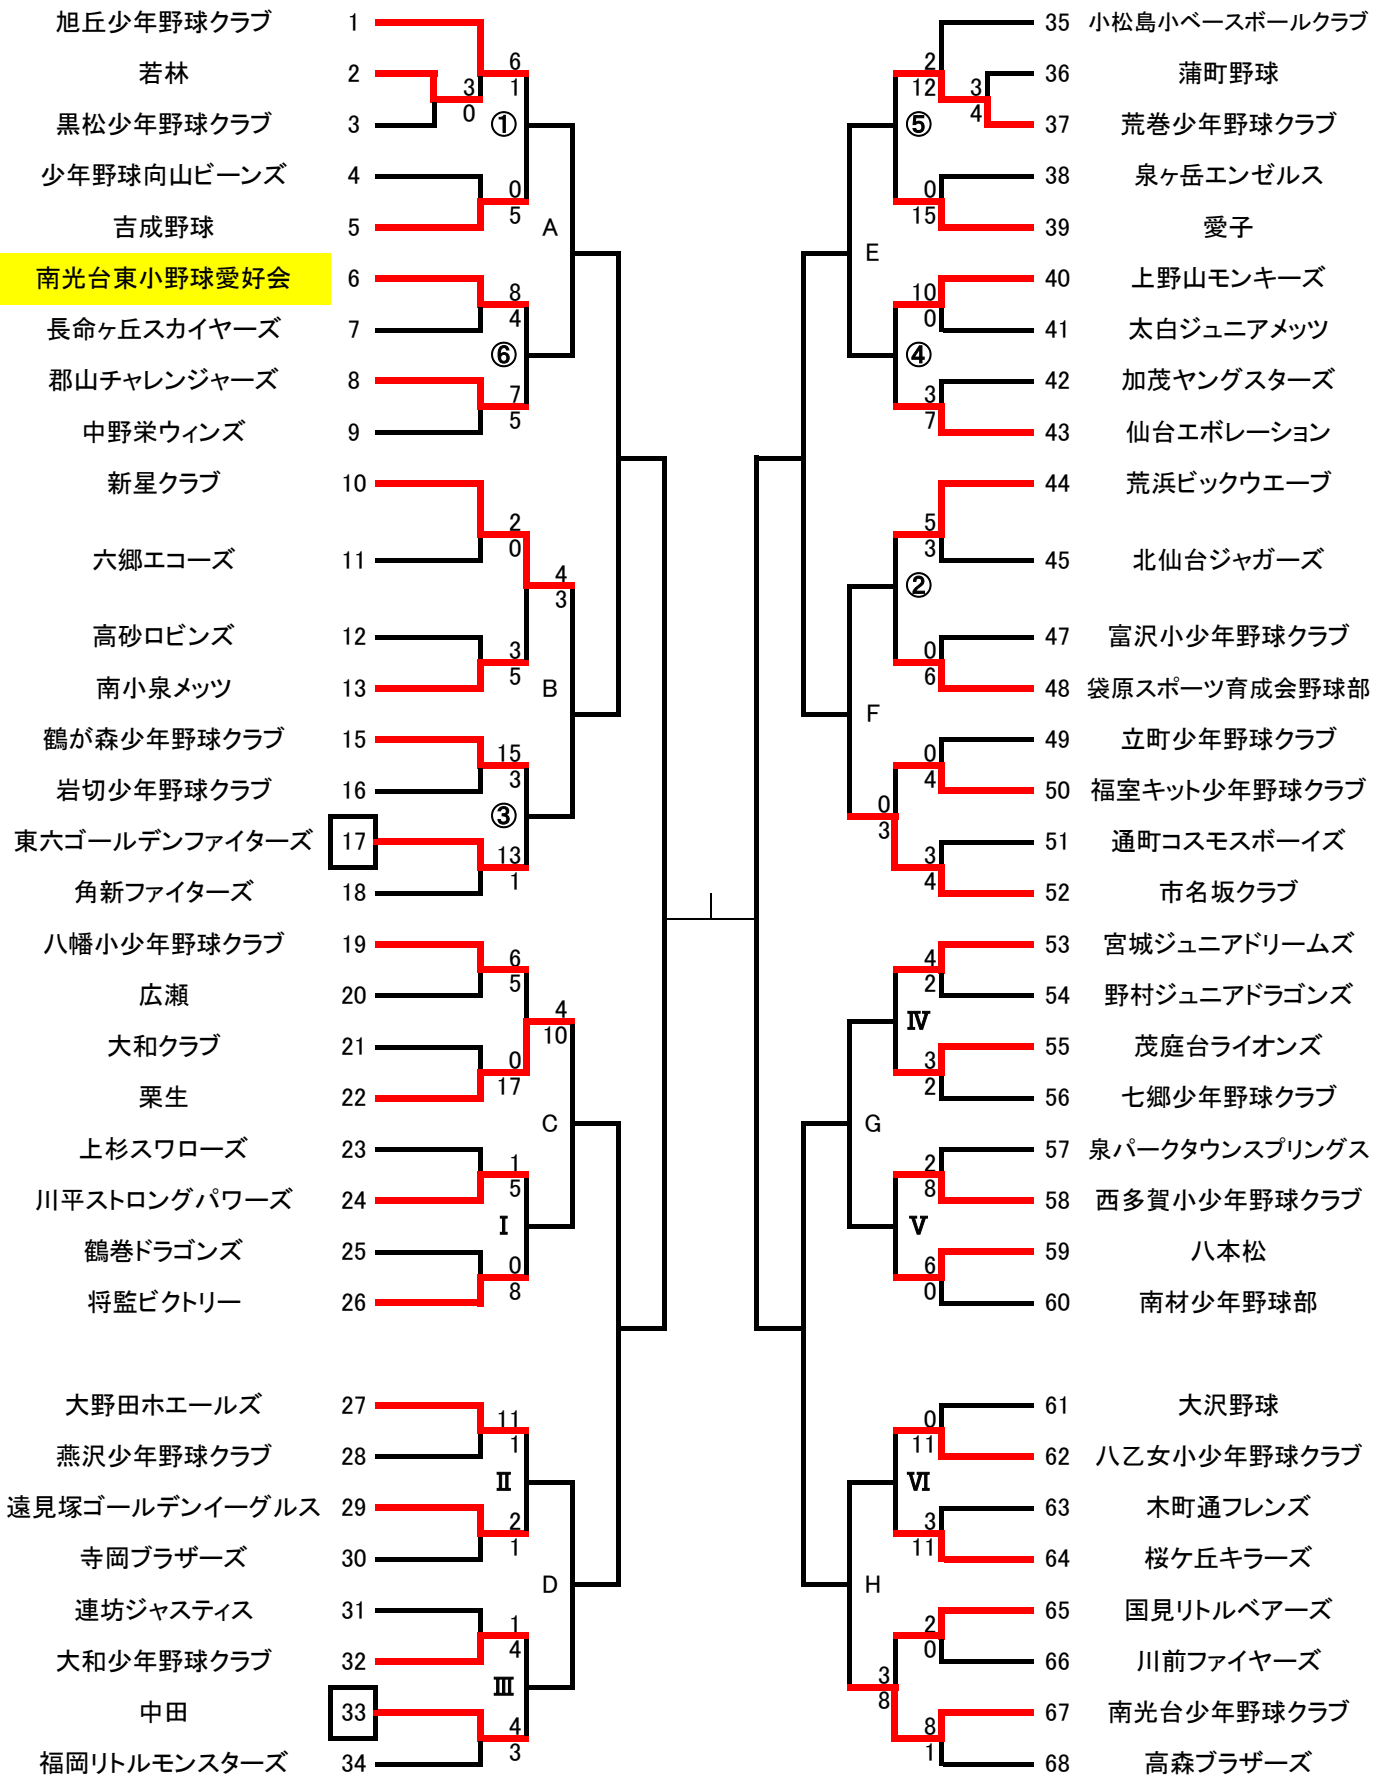 旭丘少年野球クラブ 1
若林 2
黒松少年野球クラブ 3
少年野球向山ビーンズ 4
吉成野球 5
南光台東小野球愛好会 6
長命ヶ丘スカイヤーズ 7
郡山チャレンジャーズ 8
中野栄ウィンズ 9
新星クラブ 10
六郷エコーズ 11
高砂ロビンズ 12
南小泉メッツ 13
鶴が森少年野球クラブ 15
岩切少年野球クラブ 16
東六ゴールデンファイターズ 17
角新ファイターズ 18
八幡小少年野球クラブ 19
広瀬 20
大和クラブ 21
栗生 22
上杉スワローズ 23
川平ストロングパワーズ 24
鶴巻ドラゴンズ 25
将監ビクトリー 26
大野田ホエールズ 27
燕沢少年野球クラブ 28
遠見塚ゴールデンイーグルス 29
寺岡ブラザーズ 30
連坊ジャスティス 31
大和少年野球クラブ 32
中田 33
福岡リトルモンスターズ 34
3
0
6
1
①
0
5
A
8
4
⑥
7
5
2
0
4
3
3
5
B
15
3
③
13
1
6
5
4
10
0
17
C
1
5
Ⅰ
0
8
11
1
Ⅱ
2
1
D
1
4
Ⅲ
4
3
2
12
3
4
⑤
0
15
E
10
0
④
3
7
5
3
②
0
6
F
0
4
0
3
3
4
4
2
Ⅳ
3
2
G
2
8
Ⅴ
6
0
0
11
Ⅵ
3
11
H
2
0
3
8
8
1
35 小松島小ベースボールクラブ
36 蒲町野球
37 荒巻少年野球クラブ
38 泉ヶ岳エンゼルス
39 愛子
40 上野山モンキーズ
41 太白ジュニアメッツ
42 加茂ヤングスターズ
43 仙台エボレーション
44 荒浜ビックウエーブ
45 北仙台ジャガーズ
47 富沢小少年野球クラブ
48 袋原スポーツ育成会野球部
49 立町少年野球クラブ
50 福室キット少年野球クラブ
51 通町コスモスボーイズ
52 市名坂クラブ
53 宮城ジュニアドリームズ
54 野村ジュニアドラゴンズ
55 茂庭台ライオンズ
56 七郷少年野球クラブ
57 泉パークタウンスプリングス
58 西多賀小少年野球クラブ
59 八本松
60 南材少年野球部
61 大沢野球
62 八乙女小少年野球クラブ
63 木町通フレンズ
64 桜ケ丘キラーズ
65 国見リトルベアーズ
66 川前ファイヤーズ
67 南光台少年野球クラブ
68 高森ブラザーズ